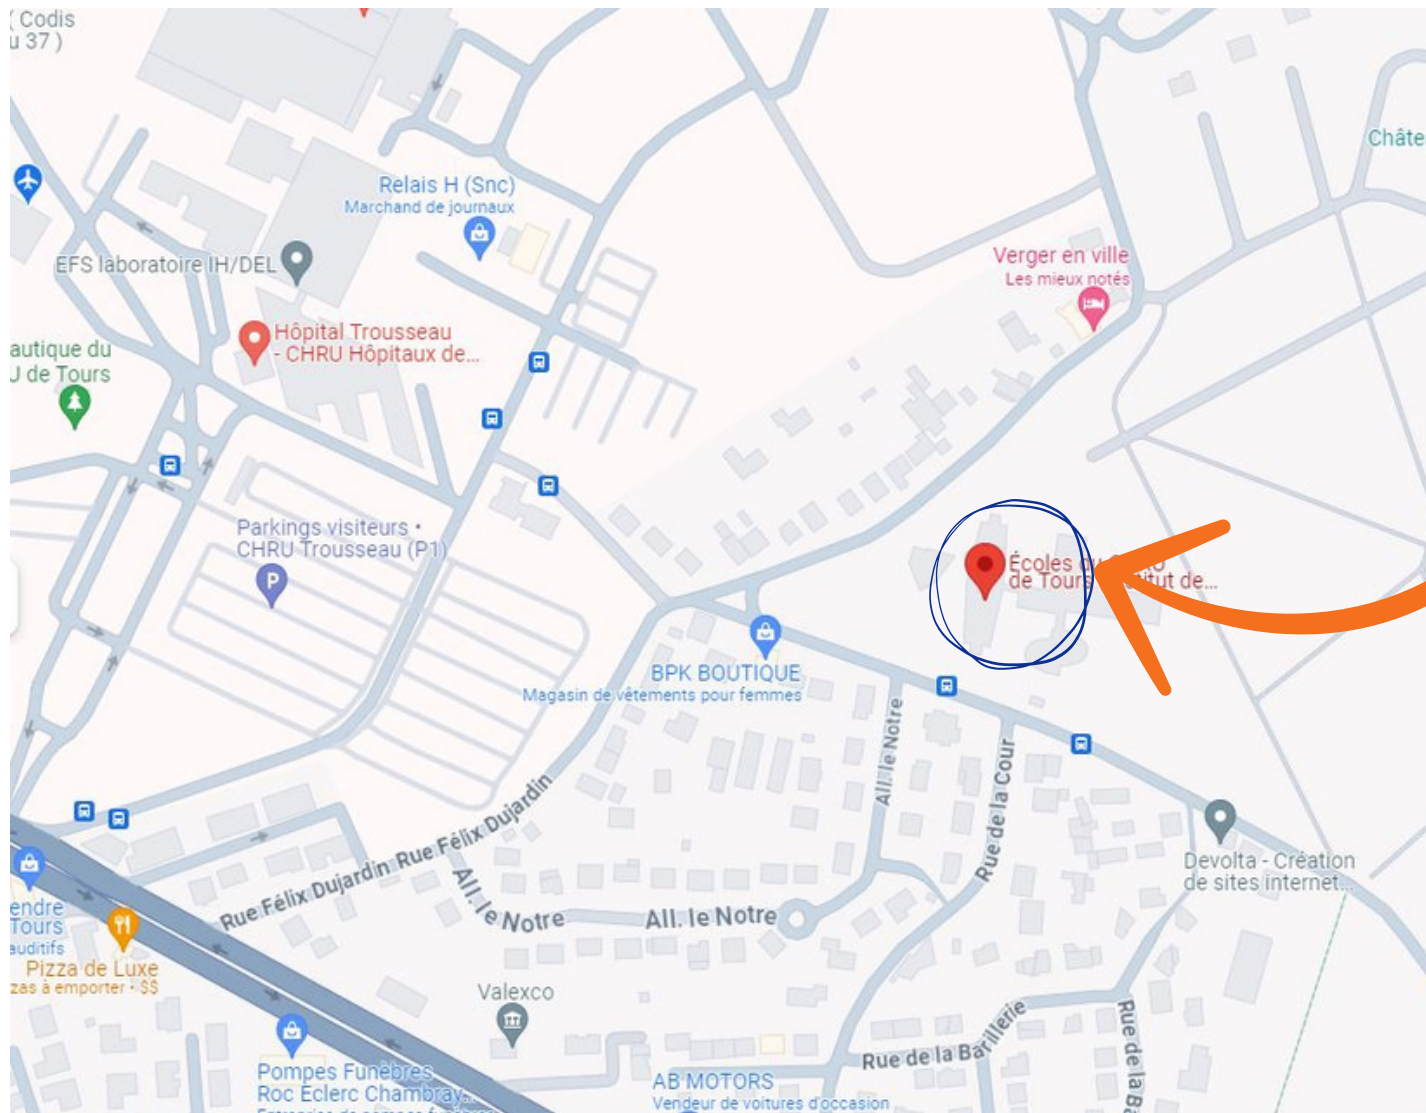 ( Codis
u 37 )
Châte
Relais H (Snc)
Marchand de journaux
EFS laboratoire IH/DEL
Verger en ville
Les mieux notés
Hôpital Trousseau
- CHRU Hôpitaux de...
autique du
U de Tours
Parkings visiteurs •
CHRU Trousseau (P1)
P
Écoles du
de Tours de...
BPK BOUTIQUE
Magasin de vêtements pour femmes
All. le Notre
Rue de la Cour
Rue Félix Dujardin
Rue Félix Dujardin
All. le Notre
All. le Notre
Devolta - Création
de sites internet...
endre
Tours
auditifs
Pizza de Luxe
zas à emporter · $$
Valexco
Rue de la Barillerie
Rue de la Ba
Pompes Funèbres
Roc Eclerc Chambray...
AB MOTORS
Vendeur de voitures d'occasion